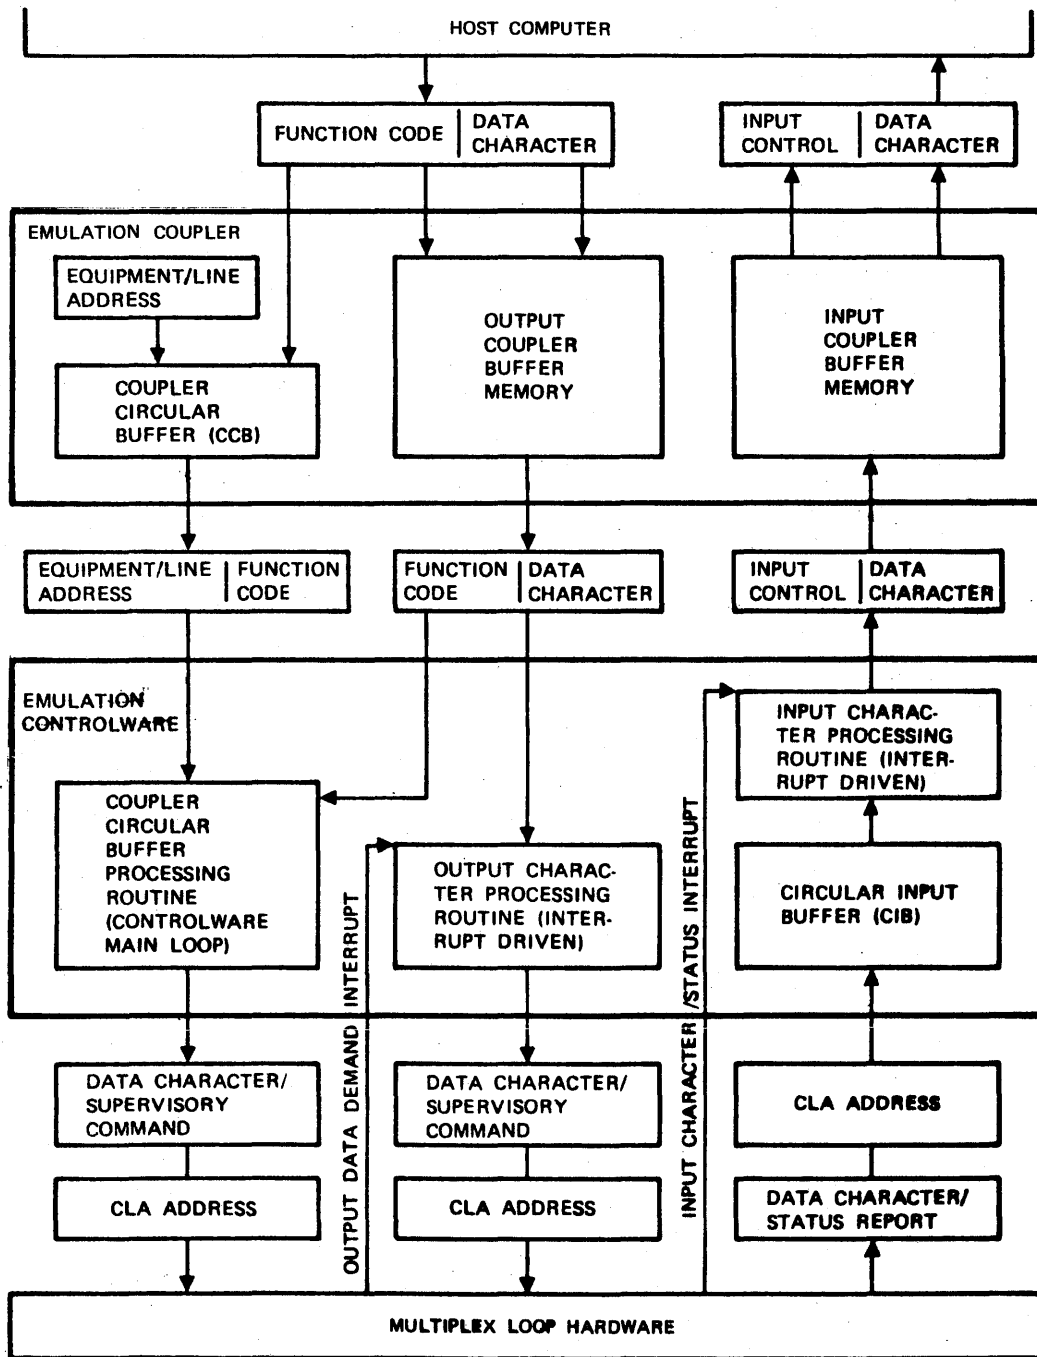 HOST COMPUTER
FUNCTION CODE
DATA
CHARACTER
INPUT
CONTROL
DATA
CHARACTER
EMULATION COUPLER
EQUIPMENT/LINE
ADDRESS
COUPLER
CIRCULAR
BUFFER (CCB)
OUTPUT
COUPLER
BUFFER
MEMORY
INPUT
COUPLER
BUFFER
MEMORY
EQUIPMENT/LINE
ADDRESS
FUNCTION
CODE
FUNCTION
CODE
DATA
CHARACTER
INPUT
CONTROL
DATA
CHARACTER
EMULATION
CONTROLWARE
COUPLER
CIRCULAR
BUFFER
PROCESSING
ROUTINE
(CONTROLWARE
MAIN LOOP)
OUTPUT DATA DEMAND INTERRUPT
OUTPUT CHARAC-
TER PROCESSING
ROUTINE (INTER-
RUPT DRIVEN)
INPUT CHARACTER/STATUS INTERRUPT
INPUT CHARAC-
TER PROCESSING
ROUTINE (INTER-
RUPT DRIVEN)
CIRCULAR INPUT
BUFFER (CIB)
DATA CHARACTER/
SUPERVISORY
COMMAND
CLA ADDRESS
DATA CHARACTER/
SUPERVISORY
COMMAND
CLA ADDRESS
CLA ADDRESS
DATA CHARACTER/
STATUS REPORT
MULTIPLEX LOOP HARDWARE